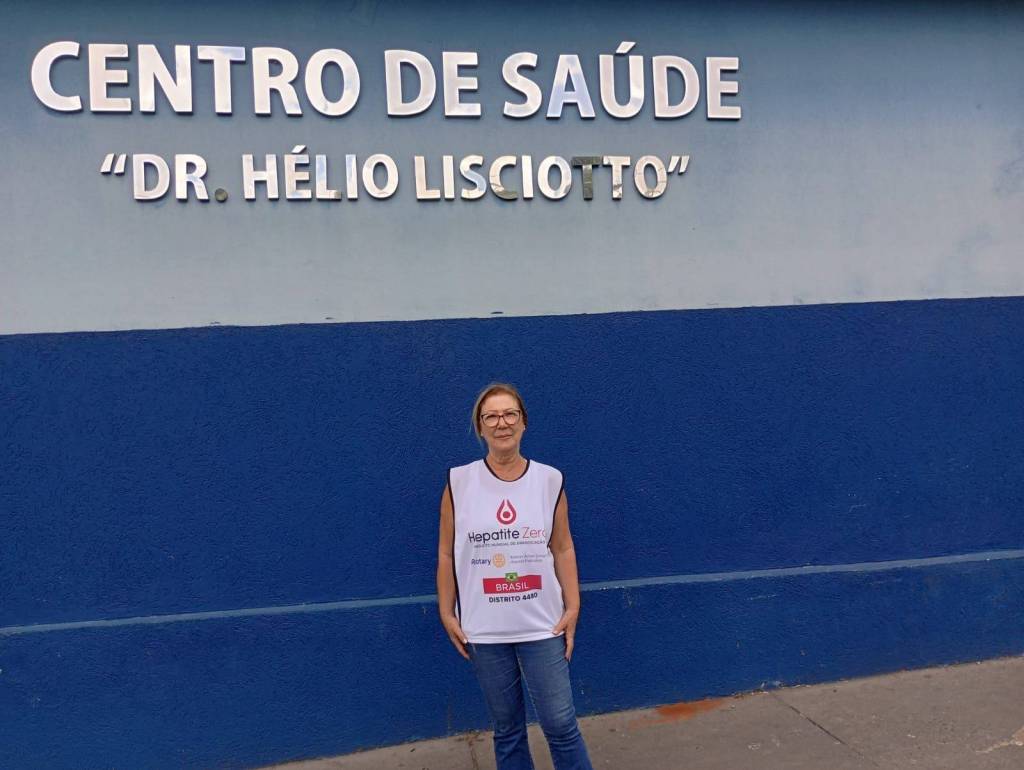 CENTRO DE SAÚDE
“DR. HÉLIO LISCIOTTO”
Hepatite Zero
Rotary
BRASIL
DISTRITO 4480